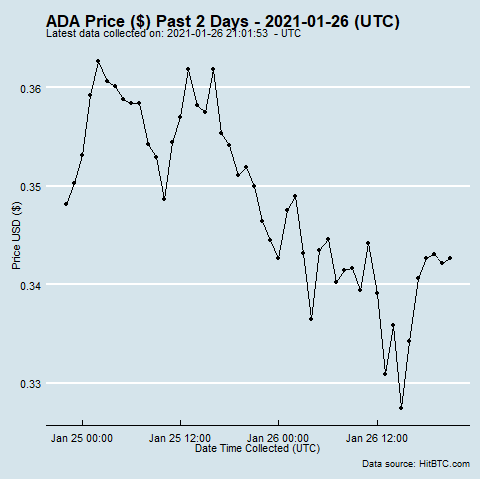 ADA Price ($) Past 2 Days - 2021-01-26 (UTC)
Latest data collected on: 2021-01-26 21:01:53 - UTC
0.36
0.35
0.34
0.33
Price USD ($)
Jan 25 00:00 Jan 25 12:00 Jan 26 00:00 Jan 26 12:00
Date Time Collected (UTC)
Data source: HitBTC.com